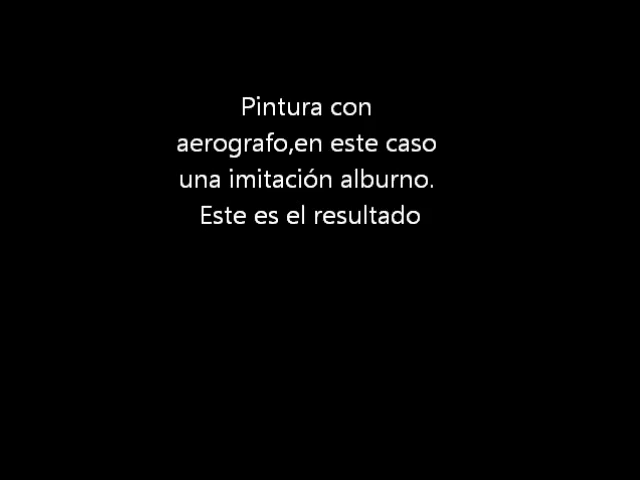 Pintura con
aerografo,en este caso
una imitación alburno.
Este es el resultado